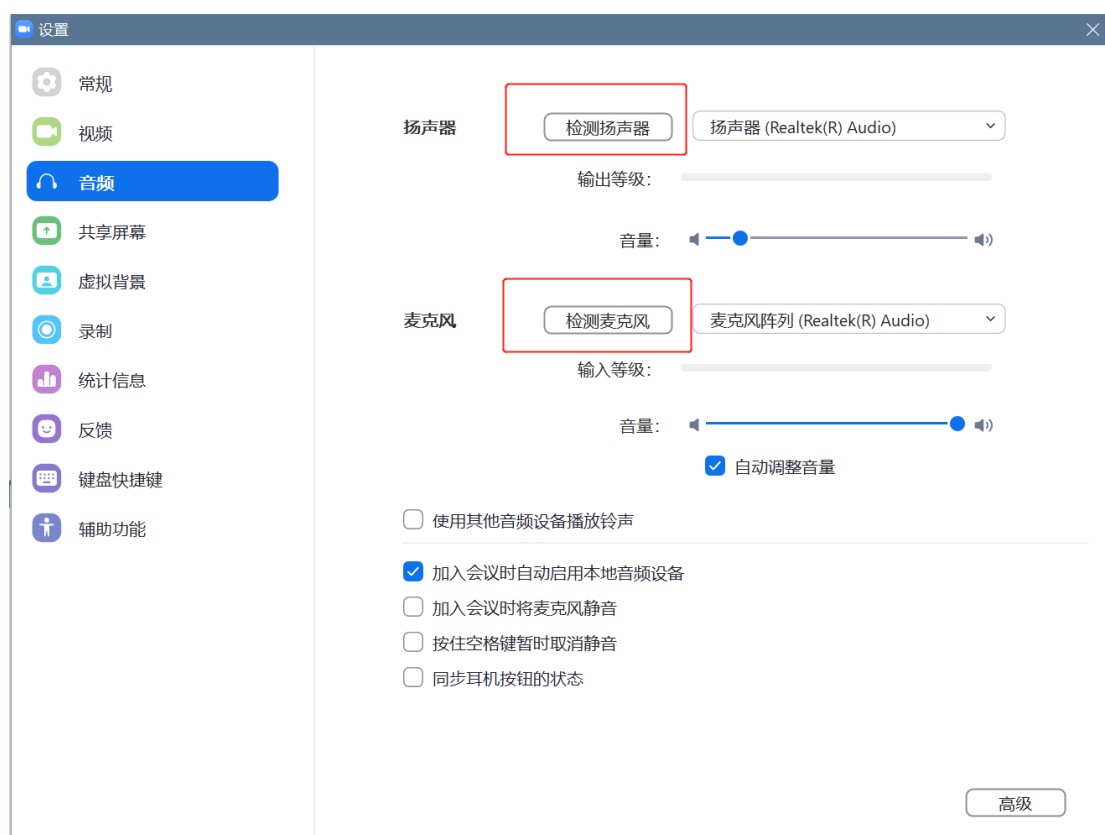 设置
常规
视频
音频
共享屏幕
虚拟背景
录制
统计信息
反馈
键盘快捷键
辅助功能
扬声器 检测扬声器 扬声器 (Realtek(R) Audio)
输出等级：
音量：
麦克风 检测麦克风 麦克风阵列 (Realtek(R) Audio)
输入等级：
音量：
自动调整音量
使用其他音频设备播放铃声
加入会议时自动启用本地音频设备
加入会议时将麦克风静音
按住空格键暂时取消静音
同步耳机按钮的状态
高级